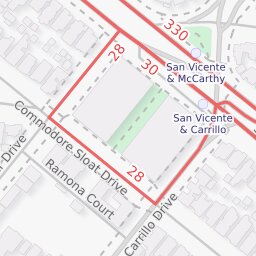 330
28
30
San Vicente
& McCarthy
San Vicente
& Carrillo
28
Commodore Sloat Drive
Drive
Ramona Court
Carrillo Drive